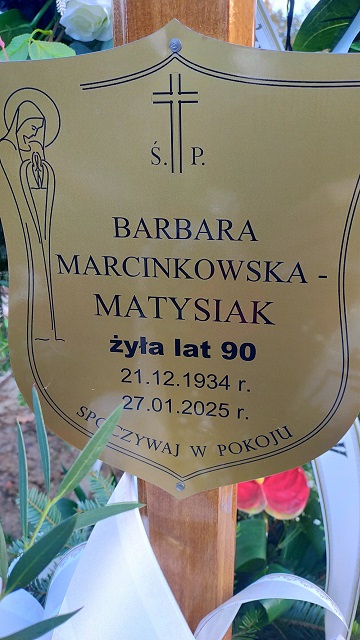 Ś. P.
BARBARA
MARCINKOWSKA -
MATYSIAK
żyła lat 90
21.12.1934 r.
27.01.2025 r.
SPOCZYWAJ W POKOJU